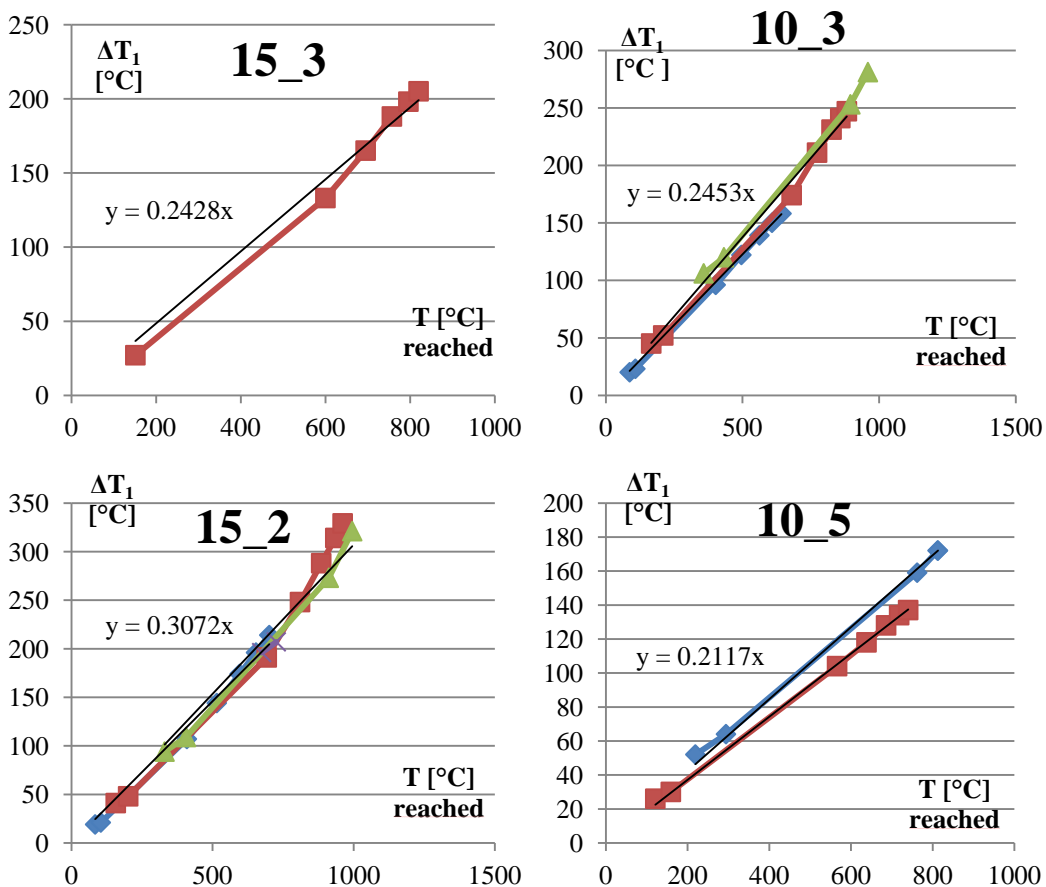 ΔT1
[°C]
15_3
250
200
150
100
50
0
y = 0.2428x
T [°C]
reached
0 200 400 600 800 1000
ΔT1
[°C ]
10_3
300
250
200
150
100
50
0
y = 0.2453x
T [°C]
reached
0 500 1000 1500
ΔT1
[°C]
15_2
350
300
250
200
150
100
50
0
y = 0.3072x
T [°C]
reached
0 500 1000 1500
ΔT1
[°C]
10_5
200
180
160
140
120
100
80
60
40
20
0
y = 0.2117x
T [°C]
reached
0 200 400 600 800 1000